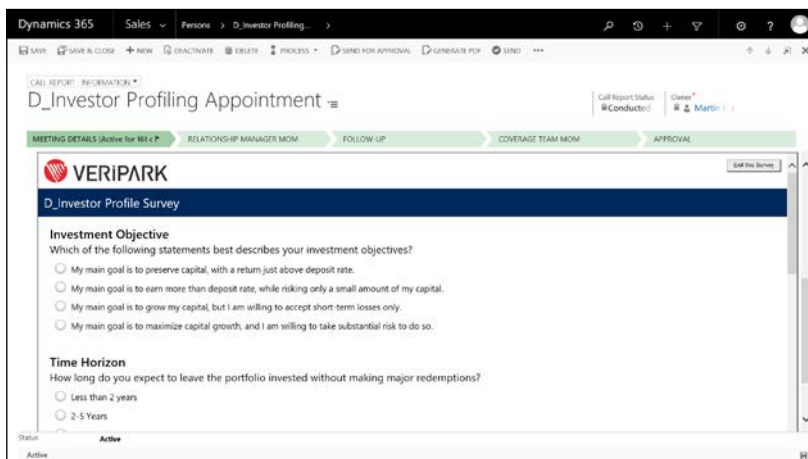 Dynamics 365 Sales Persons > D_Investor Profiling... >
SAVE SAVE & CLOSE + NEW DEACTIVATE DELETE PROCESS SEND FOR APPROVAL GENERATE PDF SEND ...
CALL REPORT : INFORMATION
D_Investor Profiling Appointment
Call Report Status
Conducted
Owner*
Martin
MEETING DETAILS (Active for 161 RELATIONSHIP MANAGER MOM FOLLOW-UP COVERAGE TEAM MOM APPROVAL
VERiPARK
Exit the Survey
D_Investor Profile Survey
Investment Objective
Which of the following statements best describes your investment objectives?
My main goal is to preserve capital, with a return just above deposit rate.
My main goal is to earn more than deposit rate, while risking only a small amount of my capital.
My main goal is to grow my capital, but I am willing to accept short-term losses only.
My main goal is to maximize capital growth, and I am willing to take substantial risk to do so.
Time Horizon
How long do you expect to leave the portfolio invested without making major redemptions?
Less than 2 years
2-5 Years
Status Active
Active